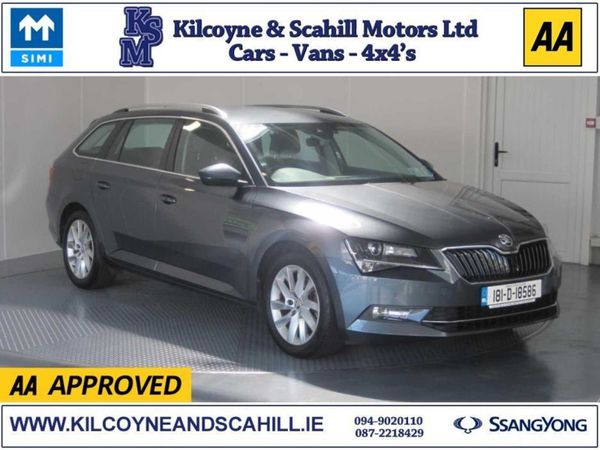 SIMI
KSM
Kilcoyne & Scahill Motors Ltd
Cars - Vans - 4x4's
AA
181-D-18586
AA APPROVED
WWW.KILCOYNEANDSCAHILL.IE
094-9020110
087-2218429
SSANGYONG